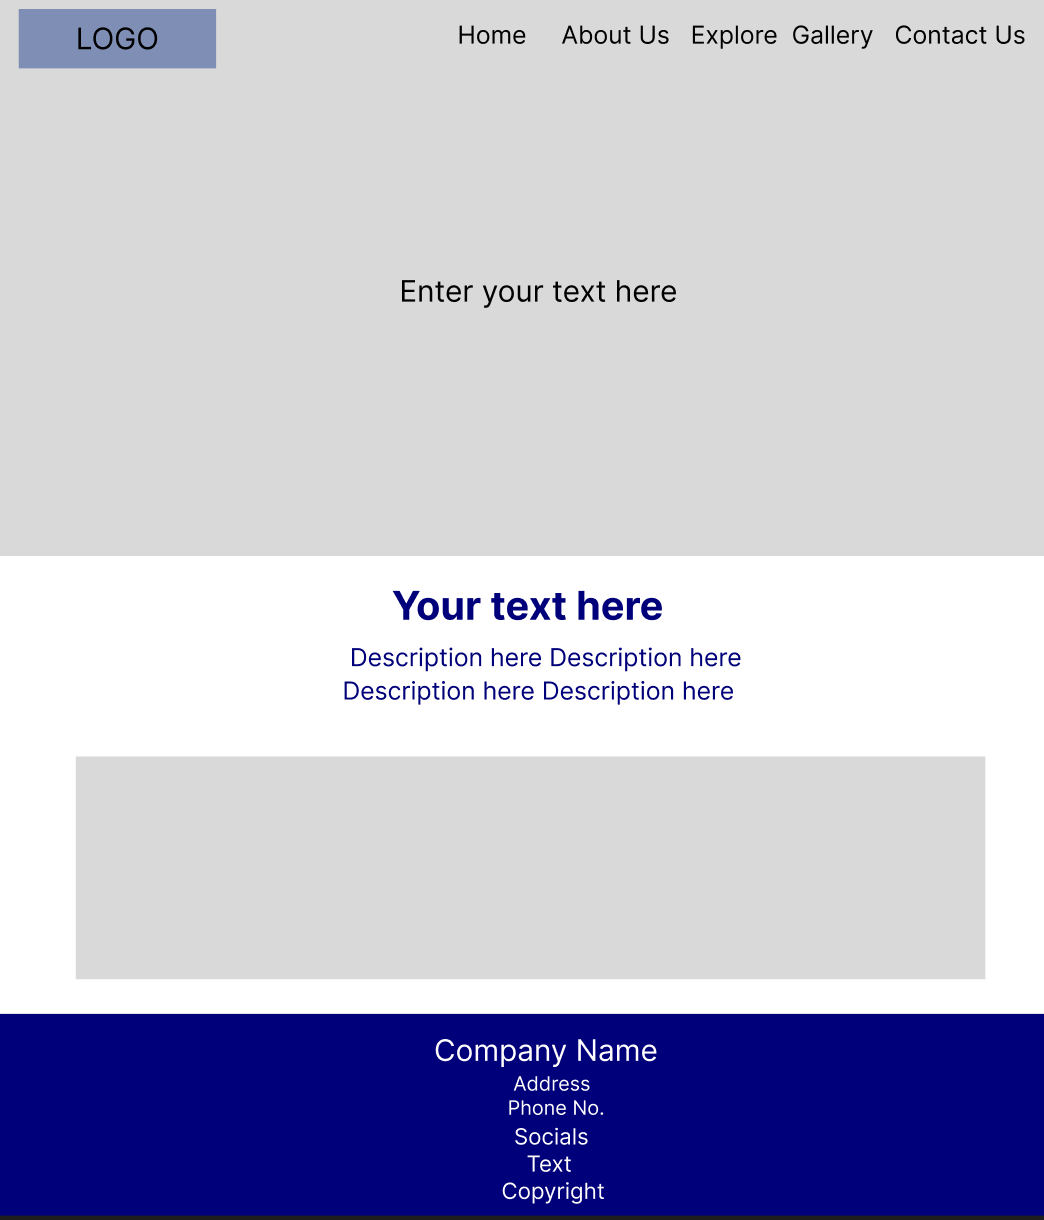 LOGO
Home About Us Explore Gallery Contact Us
Enter your text here
Your text here
Description here Description here
Description here Description here
Company Name
Address
Phone No.
Socials
Text
Copyright